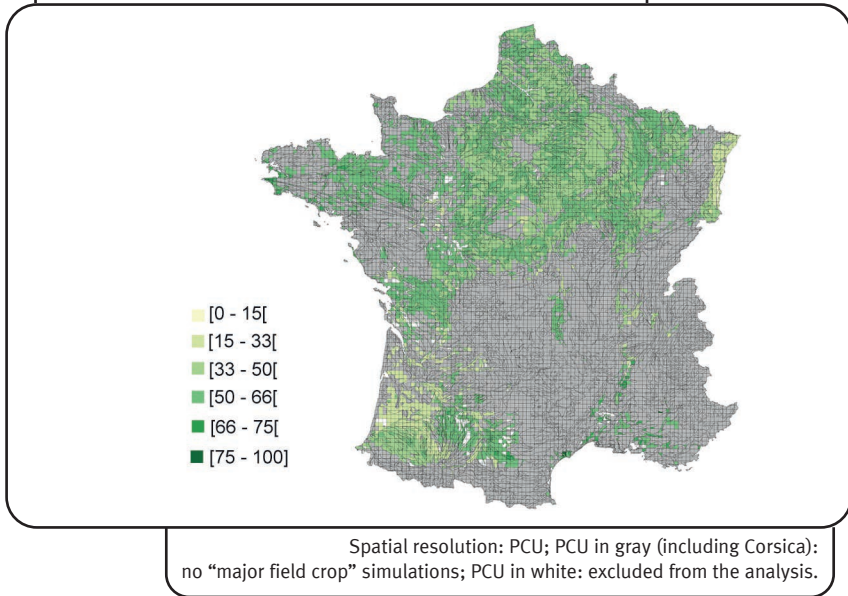 [0 - 15[
[15 - 33[
[33 - 50[
[50 - 66[
[66 - 75[
[75 - 100]
Spatial resolution: PCU; PCU in gray (including Corsica):
no “major field crop” simulations; PCU in white: excluded from the analysis.